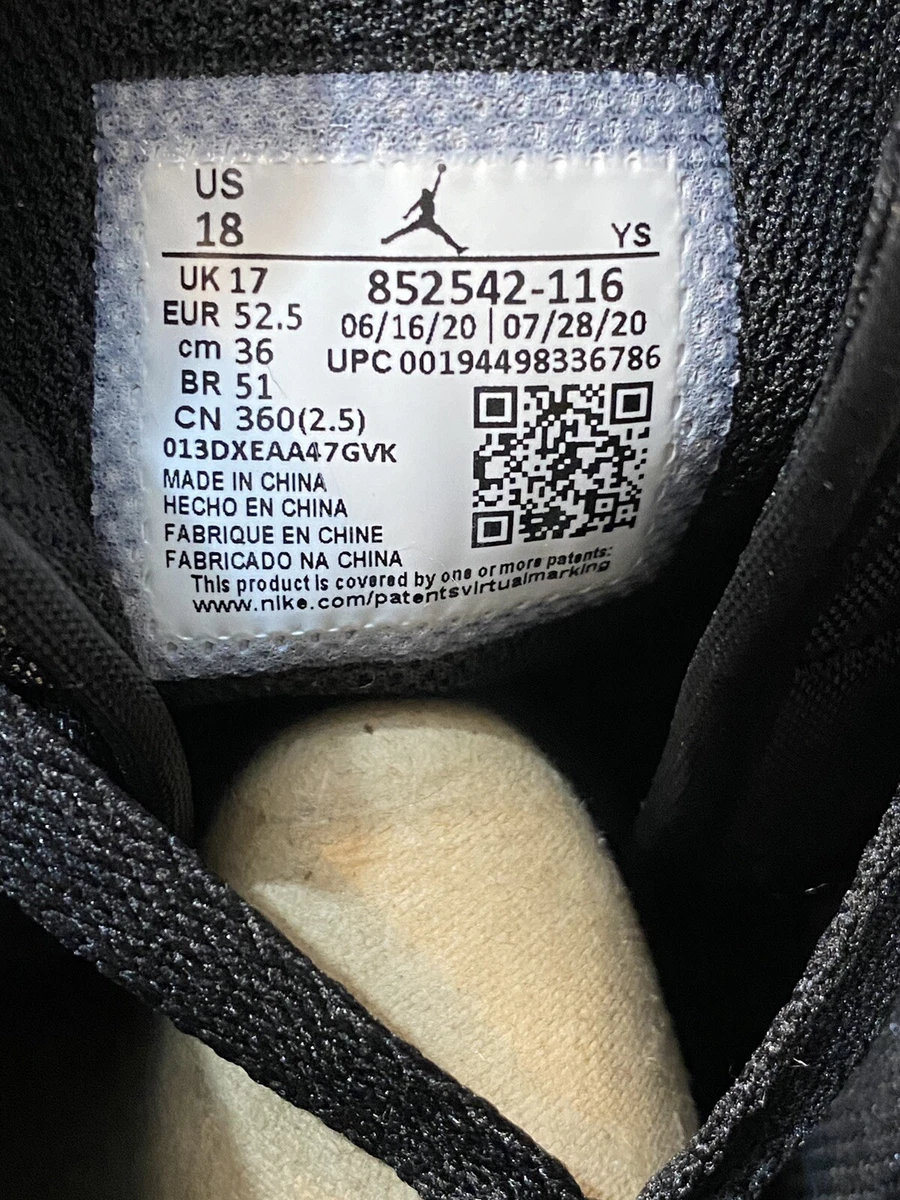 US
18
YS
UK 17
EUR 52.5
cm 36
BR 51
CN 360(2.5)
852542-116
06/16/20 | 07/28/20
UPC 00194498336786
013DXEAA47GVK
MADE IN CHINA
HECHO EN CHINA
FABRIQUE EN CHINE
FABRICADO NA CHINA
This product is covered by one or more patents:
www.nike.com/patentsvirtualmarking